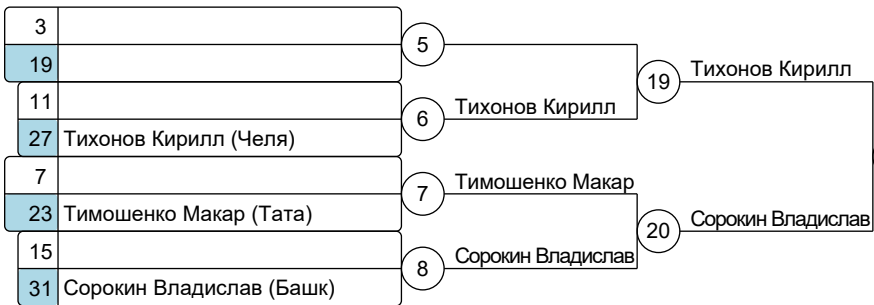 3
5
19
19 Тихонов Кирилл
11
6 Тихонов Кирилл
27 Тихонов Кирилл (Челя)
7
7 Тимошенко Макар
23 Тимошенко Макар (Тата)
20 Сорокин Владислав
15
8 Сорокин Владислав
31 Сорокин Владислав (Башк)